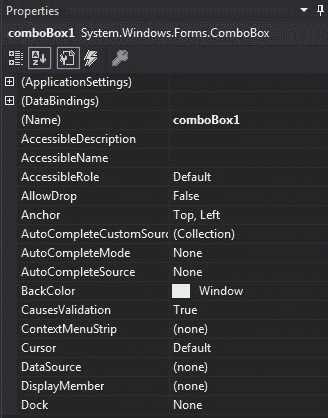 Properties
comboBox1 System.Windows.Forms.ComboBox
(ApplicationSettings)
(DataBindings)
(Name) comboBox1
AccessibleDescription
AccessibleName
AccessibleRole Default
AllowDrop False
Anchor Top, Left
AutoCompleteCustomSourc (Collection)
AutoCompleteMode None
AutoCompleteSource None
BackColor Window
CausesValidation True
ContextMenuStrip (none)
Cursor Default
DataSource (none)
DisplayMember (none)
Dock None